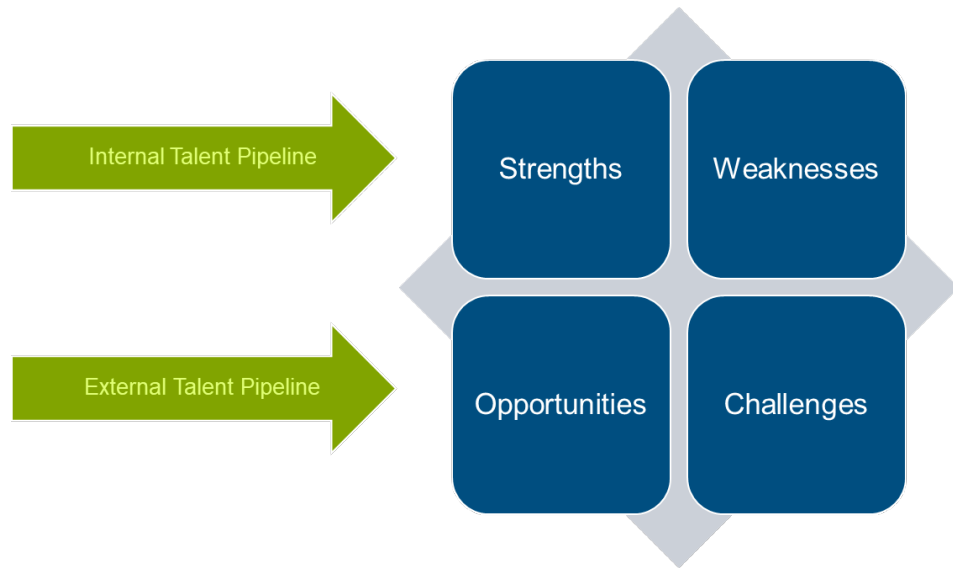 Internal Talent Pipeline
Strengths
Weaknesses
External Talent Pipeline
Opportunities
Challenges